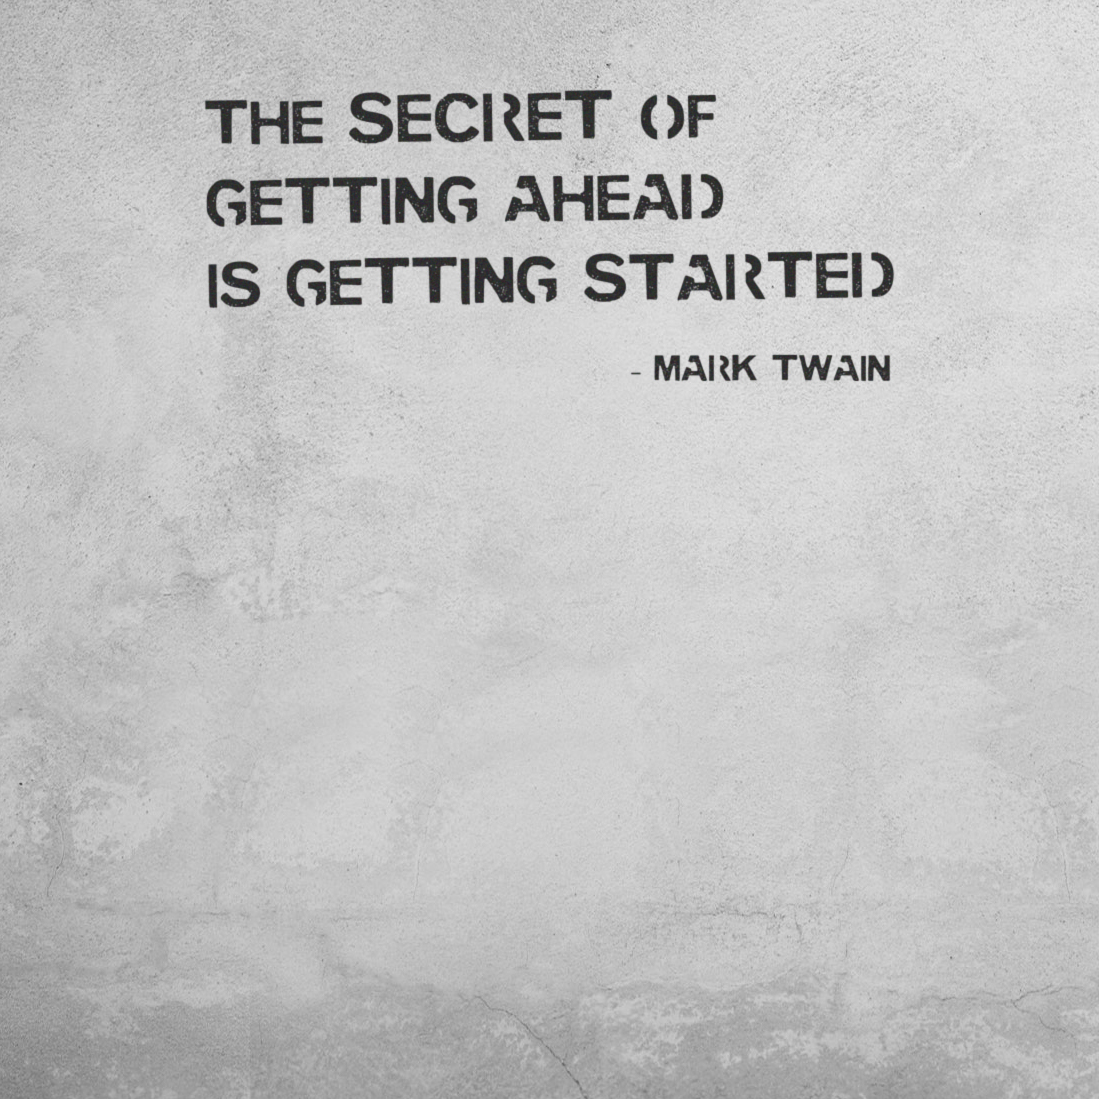 THE SECRET OF
GETTING AHEAD
IS GETTING STARTED
- MARK TWAIN